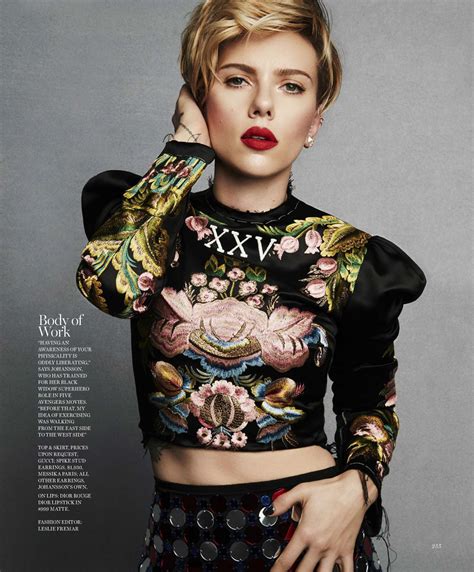 XXV
Body of
Work
"HAVING AN
AWARENESS OF YOUR
PHYSICALITY IS
ODDLY LIBERATING,"
SAYS JOHANSSON,
WHO HAS TRAINED
FOR HER BLACK
WIDOW SUPERHERO
ROLE IN FIVE
AVENGERS MOVIES.
"BEFORE THAT, MY
IDEA OF EXERCISING
WAS WALKING
FROM THE EAST SIDE
TO THE WEST SIDE"
TOP & SKIRT, PRICES
UPON REQUEST,
GUCCI; SPIKE STUD
EARRINGS, $1,030,
MESSIKA PARIS; ALL
OTHER EARRINGS,
JOHANSSON'S OWN.
ON LIPS: DIOR ROUGE
DIOR LIPSTICK IN
#999 MATTE.
FASHION EDITOR:
LESLIE FREMAR
235